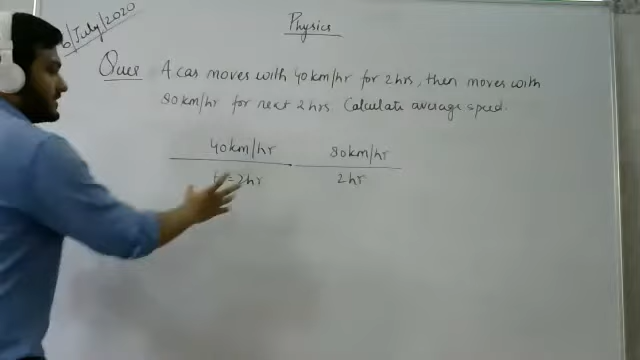 6/July/2020
Physics
Ques A car moves with 40km/hr for 2hrs, then moves with
80km/hr for next 2hrs Calculate average speed.
40km/hr 80km/hr
t=2hr 2hr